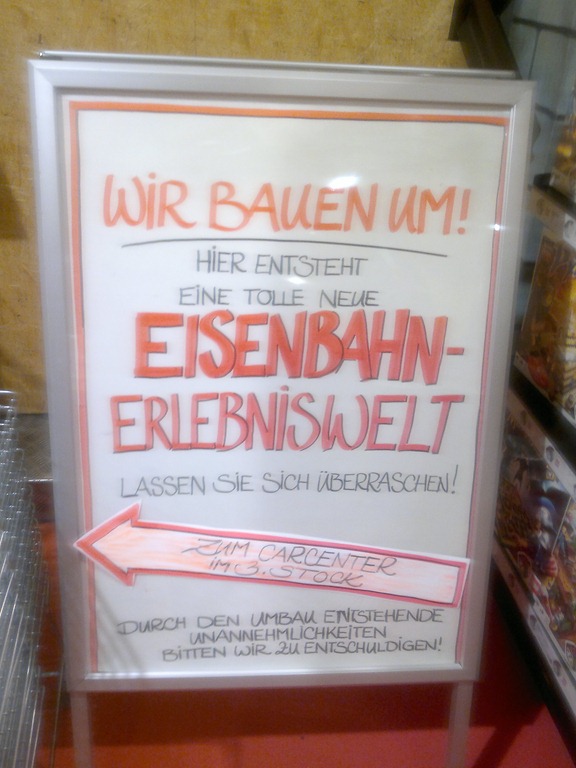 WIR BAUEN UM!
HIER ENTSTEHT
EINE TOLLE NEUE
EISENBAHN-
ERLEBNISWELT
LASSEN SIE SICH ÜBERRASCHEN!
ZUM CARCENTER
IM 3. STOCK
DURCH DEN UMBAU ENTSTEHENDE
UNANNEHMLICHKEITEN
BITTEN WIR ZU ENTSCHULDIGEN!